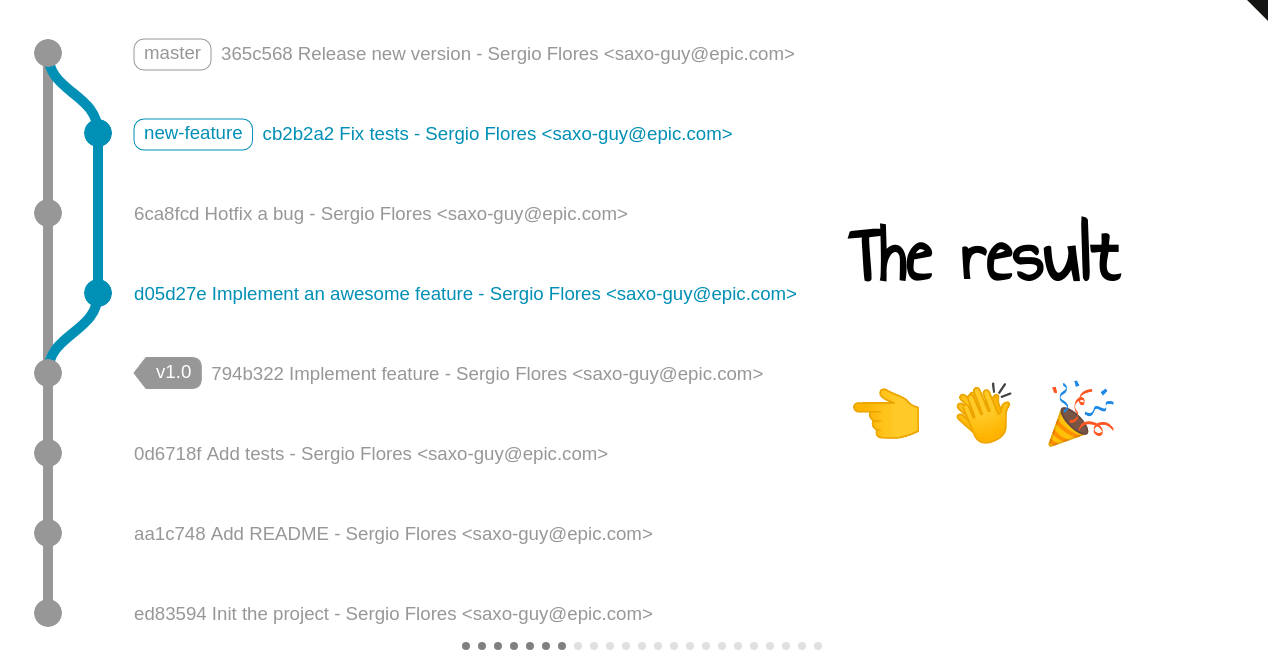 master 365c568 Release new version - Sergio Flores <saxo-guy@epic.com>
new-feature cb2b2a2 Fix tests - Sergio Flores <saxo-guy@epic.com>
6ca8fcd Hotfix a bug - Sergio Flores <saxo-guy@epic.com>
The result
d05d27e Implement an awesome feature - Sergio Flores <saxo-guy@epic.com>
v1.0 794b322 Implement feature - Sergio Flores <saxo-guy@epic.com>
0d6718f Add tests - Sergio Flores <saxo-guy@epic.com>
aa1c748 Add README - Sergio Flores <saxo-guy@epic.com>
ed83594 Init the project - Sergio Flores <saxo-guy@epic.com>